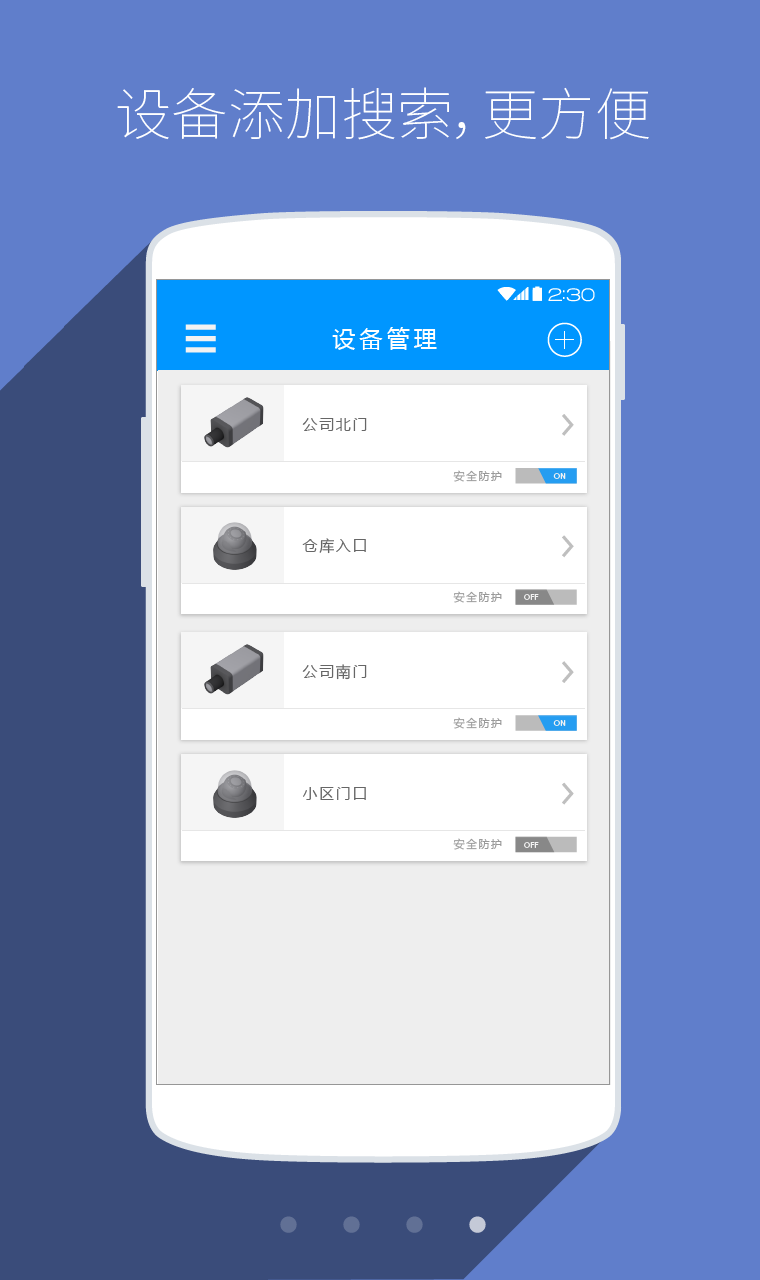 设备添加搜索，更方便
2:30
设备管理
公司北门
安全防护 ON
仓库入口
安全防护 OFF
公司南门
安全防护 ON
小区门口
安全防护 OFF